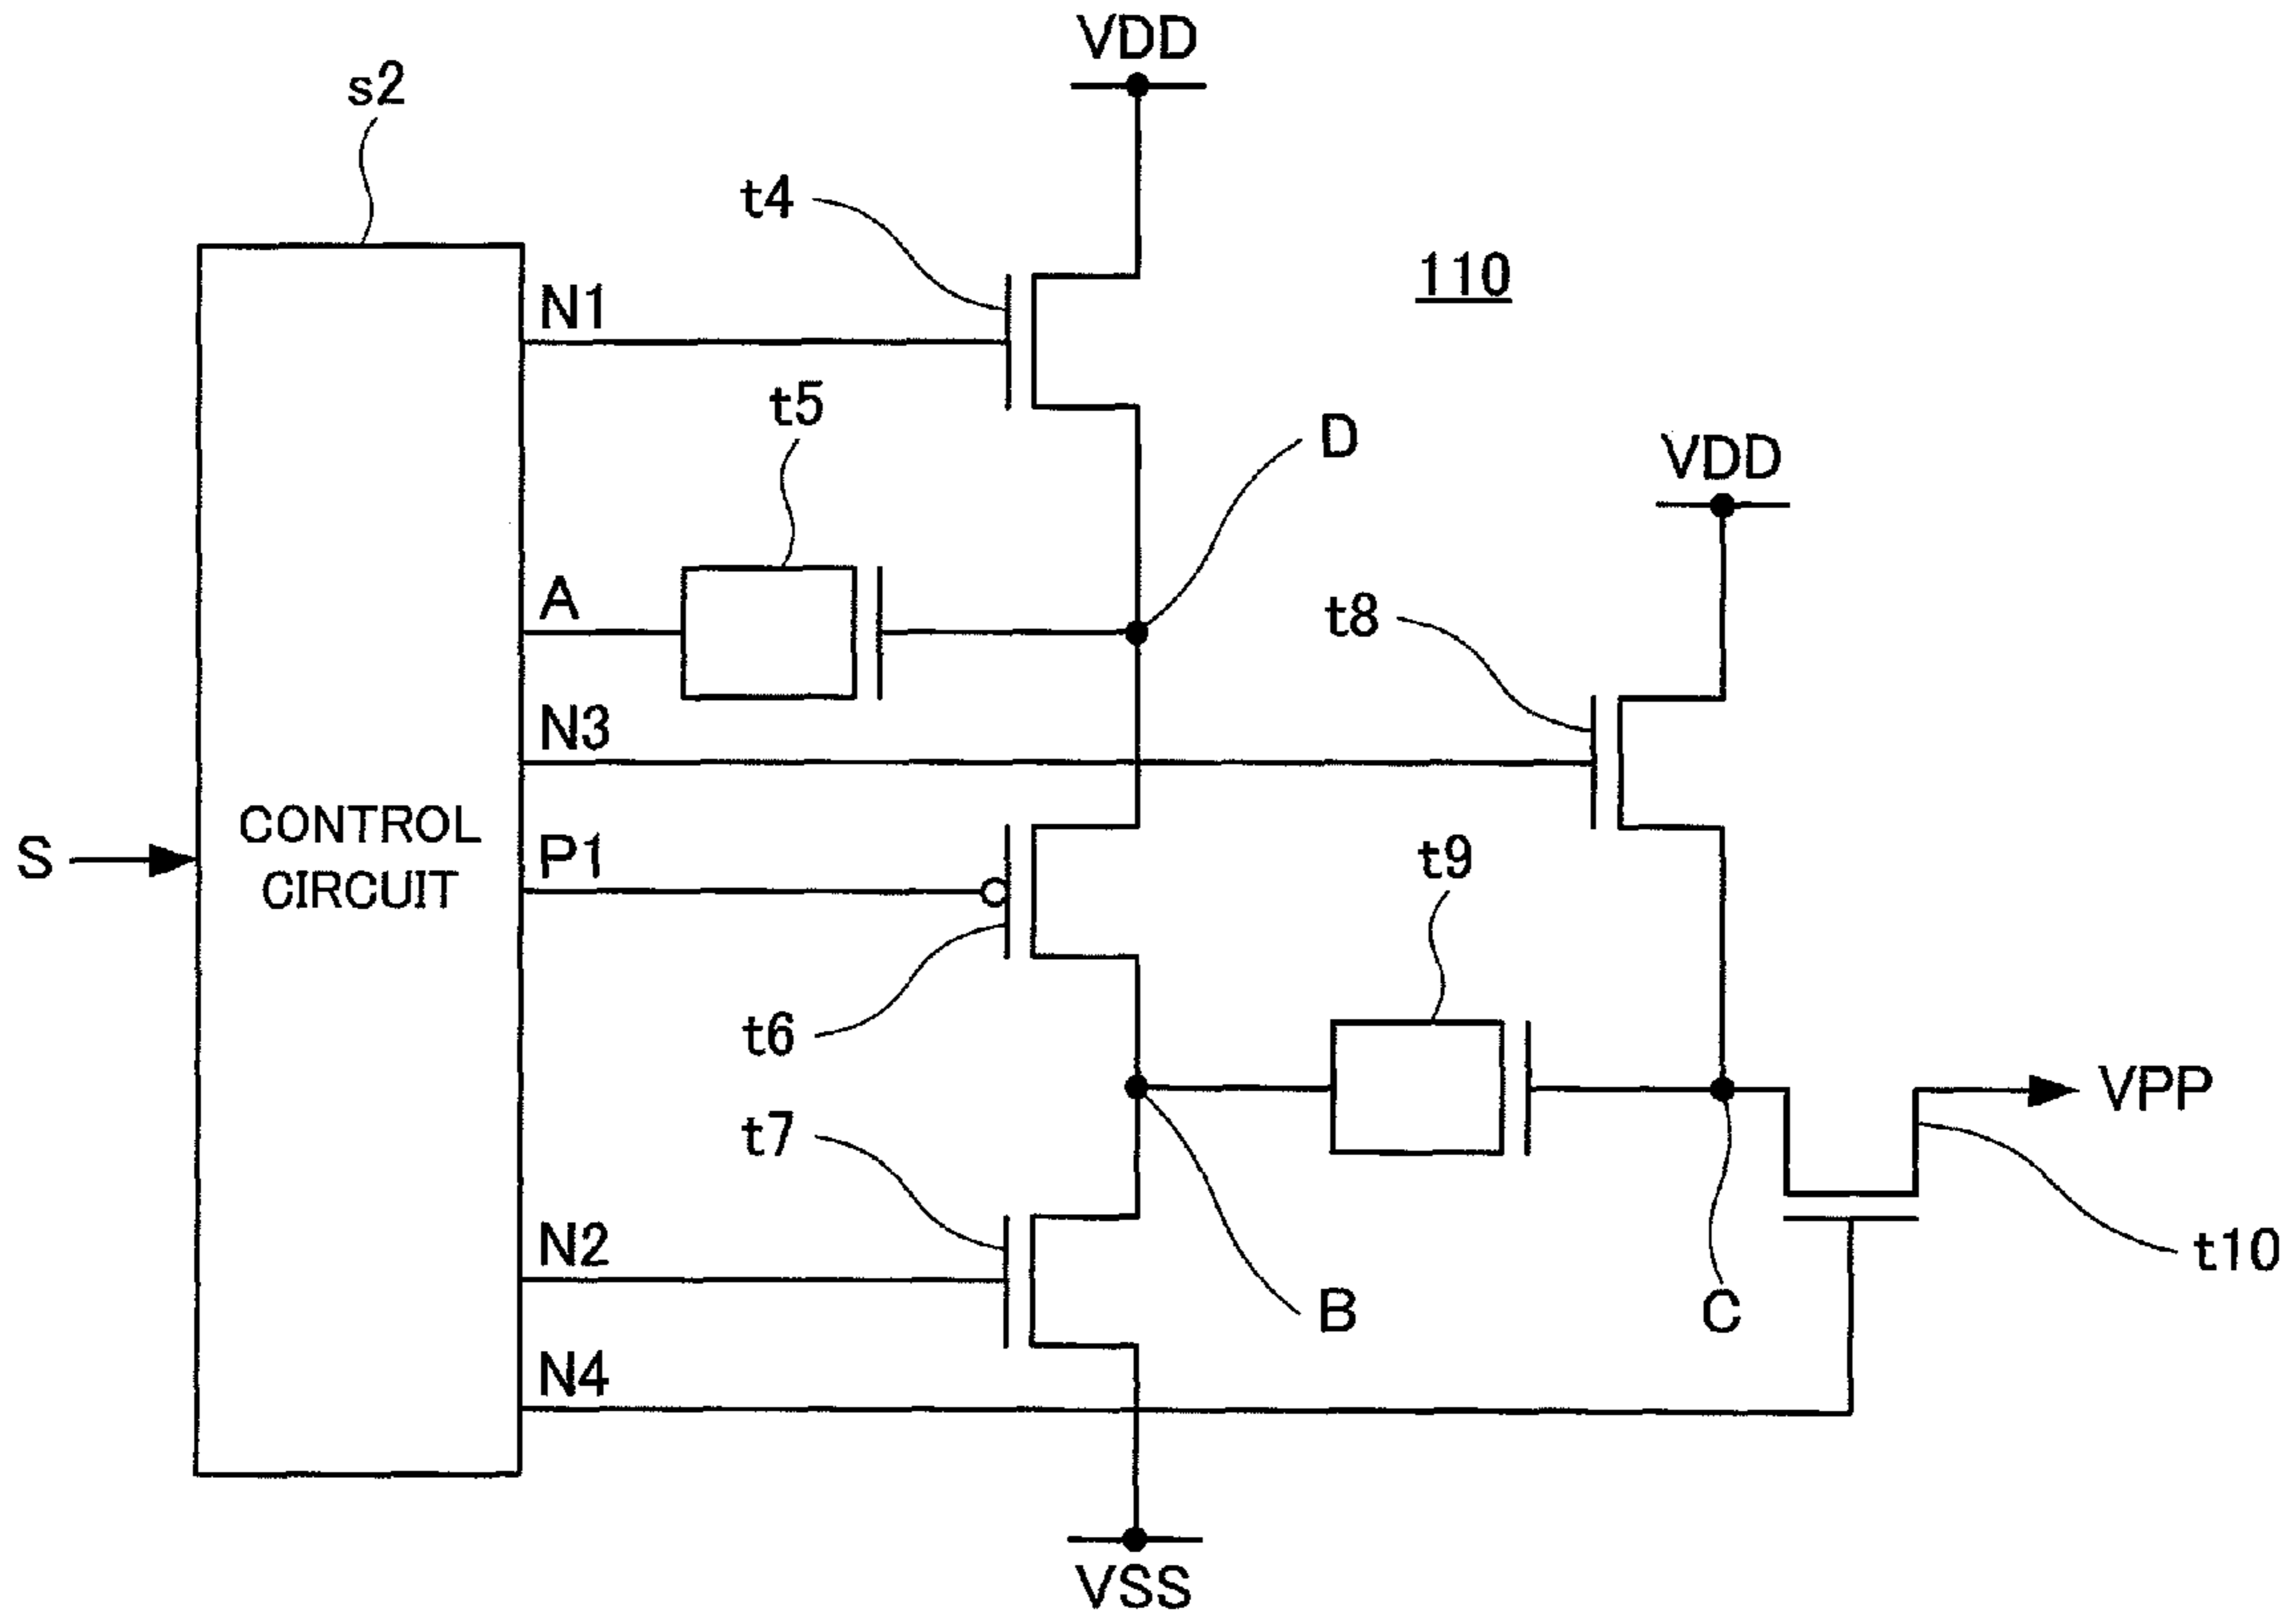 VDD
s2
t4
110
N1
t5
D
VDD
A
t8
N3
CONTROL
CIRCUIT
S
P1
t9
t6
VPP
t7
N2
t10
B
C
N4
VSS